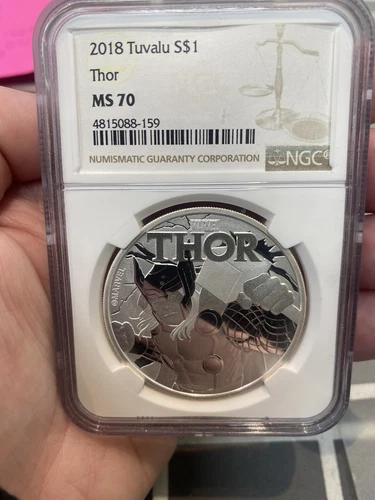 2018 Tuvalu S$1
Thor
MS 70
4815088-159
NUMISMATIC GUARANTY CORPORATION
NGC
THOR
©MARVEL